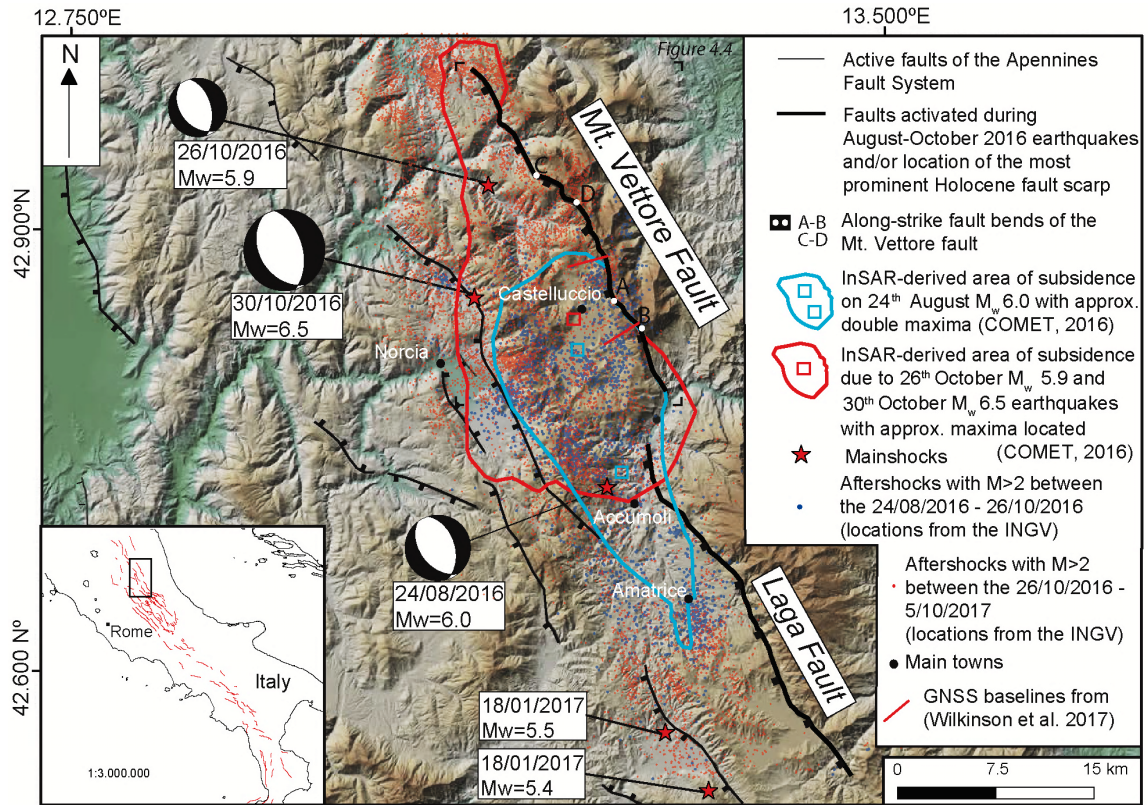 12.750ºE
13.500ºE
N
Figure 4.4
26/10/2016
Mw=5.9
42.900ºN
30/10/2016
Mw=6.5
Mt. Vettore Fault
C
D
A
B
Castelluccio
Norcia
24/08/2016
Mw=6.0
Accumoli
Amatrice
Laga Fault
42.600 Nº
18/01/2017
Mw=5.5
18/01/2017
Mw=5.4
Rome
Italy
1:3.000.000
Active faults of the Apennines
Fault System
Faults activated during
August-October 2016 earthquakes
and/or location of the most
prominent Holocene fault scarp
A-B
C-D
Along-strike fault bends of the
Mt. Vettore fault
InSAR-derived area of subsidence
on 24th August Mw 6.0 with approx.
double maxima (COMET, 2016)
InSAR-derived area of subsidence
due to 26th October Mw 5.9 and
30th October Mw 6.5 earthquakes
with approx. maxima located
(COMET, 2016)
Mainshocks
Aftershocks with M>2 between
the 24/08/2016 - 26/10/2016
(locations from the INGV)
Aftershocks with M>2
between the 26/10/2016 -
5/10/2017
(locations from the INGV)
Main towns
GNSS baselines from
(Wilkinson et al. 2017)
0 7.5 15 km